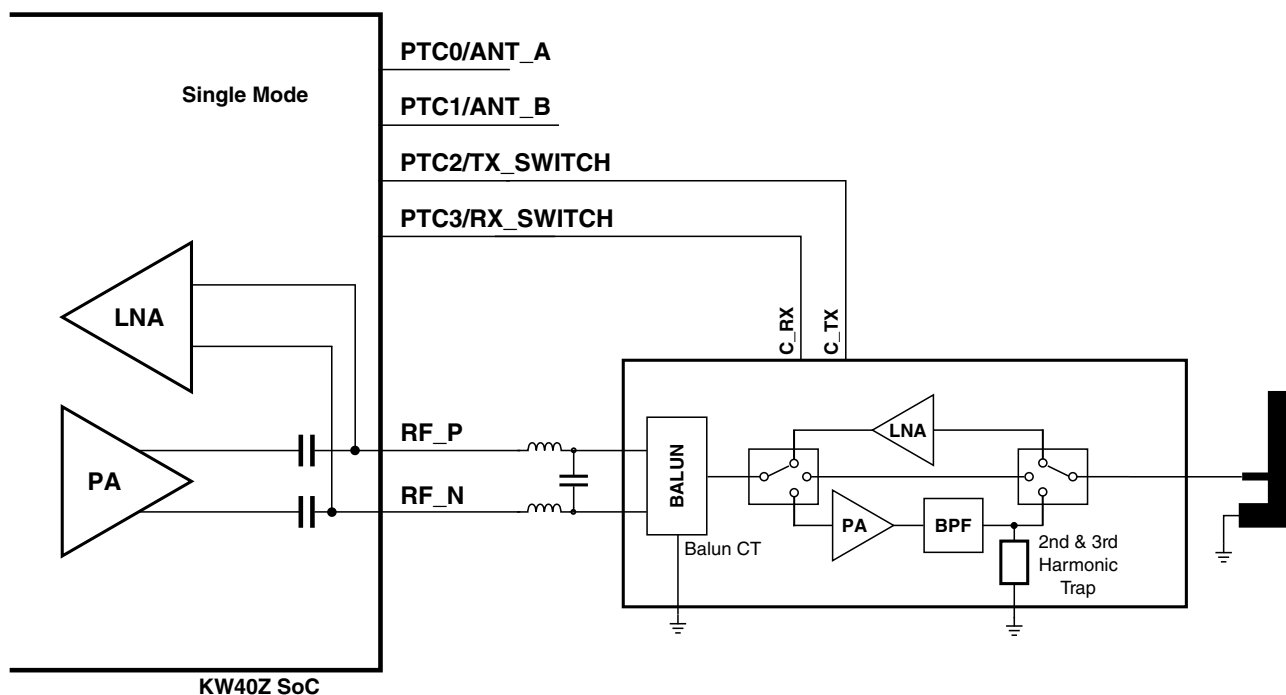 PTC0/ANT_A
Single Mode
PTC1/ANT_B
PTC2/TX_SWITCH
PTC3/RX_SWITCH
LNA
C_RX
C_TX
LNA
RF_P
PA
RF_N
BALUN
PA
BPF
Balun CT
2nd & 3rd
Harmonic
Trap
KW40Z SoC